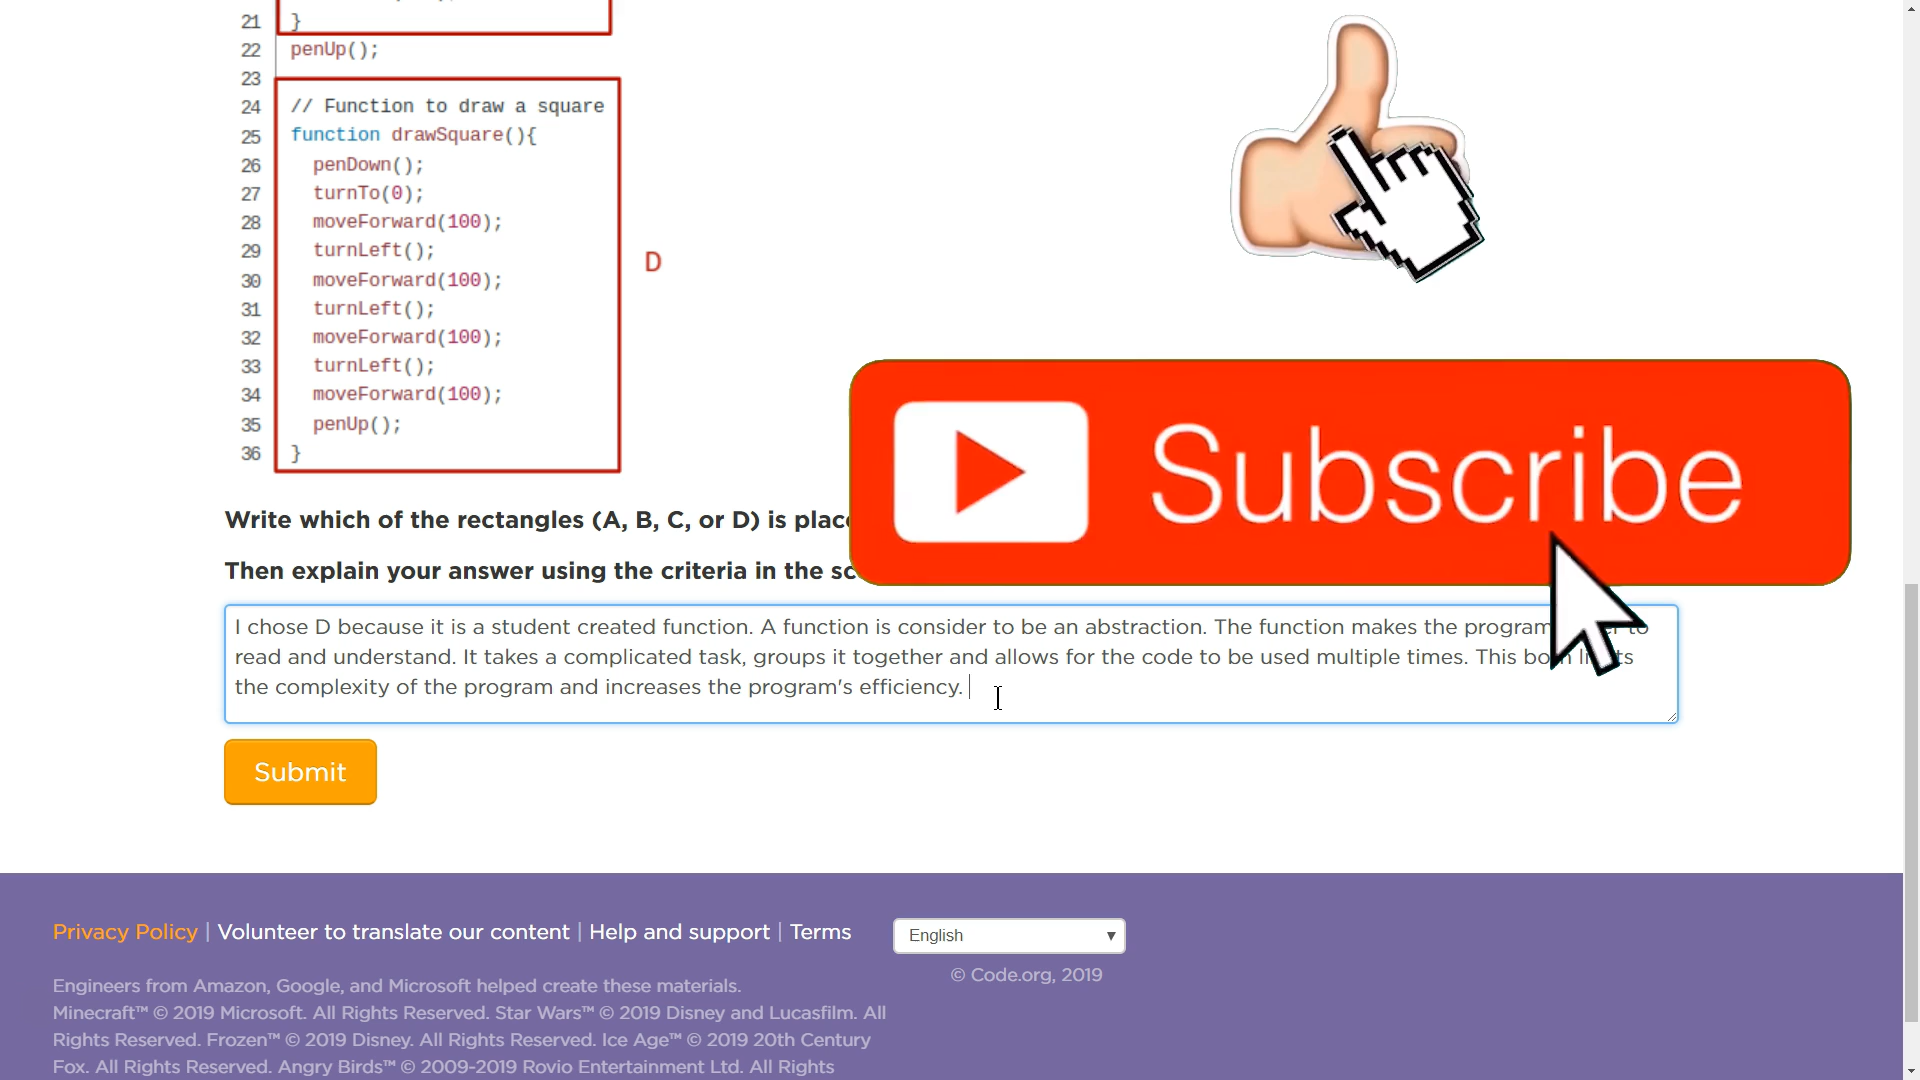 21 }
22 penUp();
23
24 // Function to draw a square
25 function drawSquare(){
26 penDown();
27 turnTo(0);
28 moveForward(100);
29 turnLeft();
30 moveForward(100);
31 turnLeft();
32 moveForward(100);
33 turnLeft();
34 moveForward(100);
35 penUp();
36 }
D
Subscribe
Write which of the rectangles (A, B, C, or D) is
Then explain your answer using the criteria in the
I chose D because it is a student created function. A function is consider to be an abstraction. The function makes the program to
read and understand. It takes a complicated task, groups it together and allows for the code to be used multiple times. This
the complexity of the program and increases the program's efficiency.
Submit
Privacy Policy | Volunteer to translate our content | Help and support | Terms
English
© Code.org, 2019
Engineers from Amazon, Google, and Microsoft helped create these materials.
Minecraft™ © 2019 Microsoft. All Rights Reserved. Star Wars™ © 2019 Disney and Lucasfilm. All
Rights Reserved. Frozen™ © 2019 Disney. All Rights Reserved. Ice Age™ © 2019 20th Century
Fox. All Rights Reserved. Angry Birds™ © 2009-2019 Rovio Entertainment Ltd. All Rights